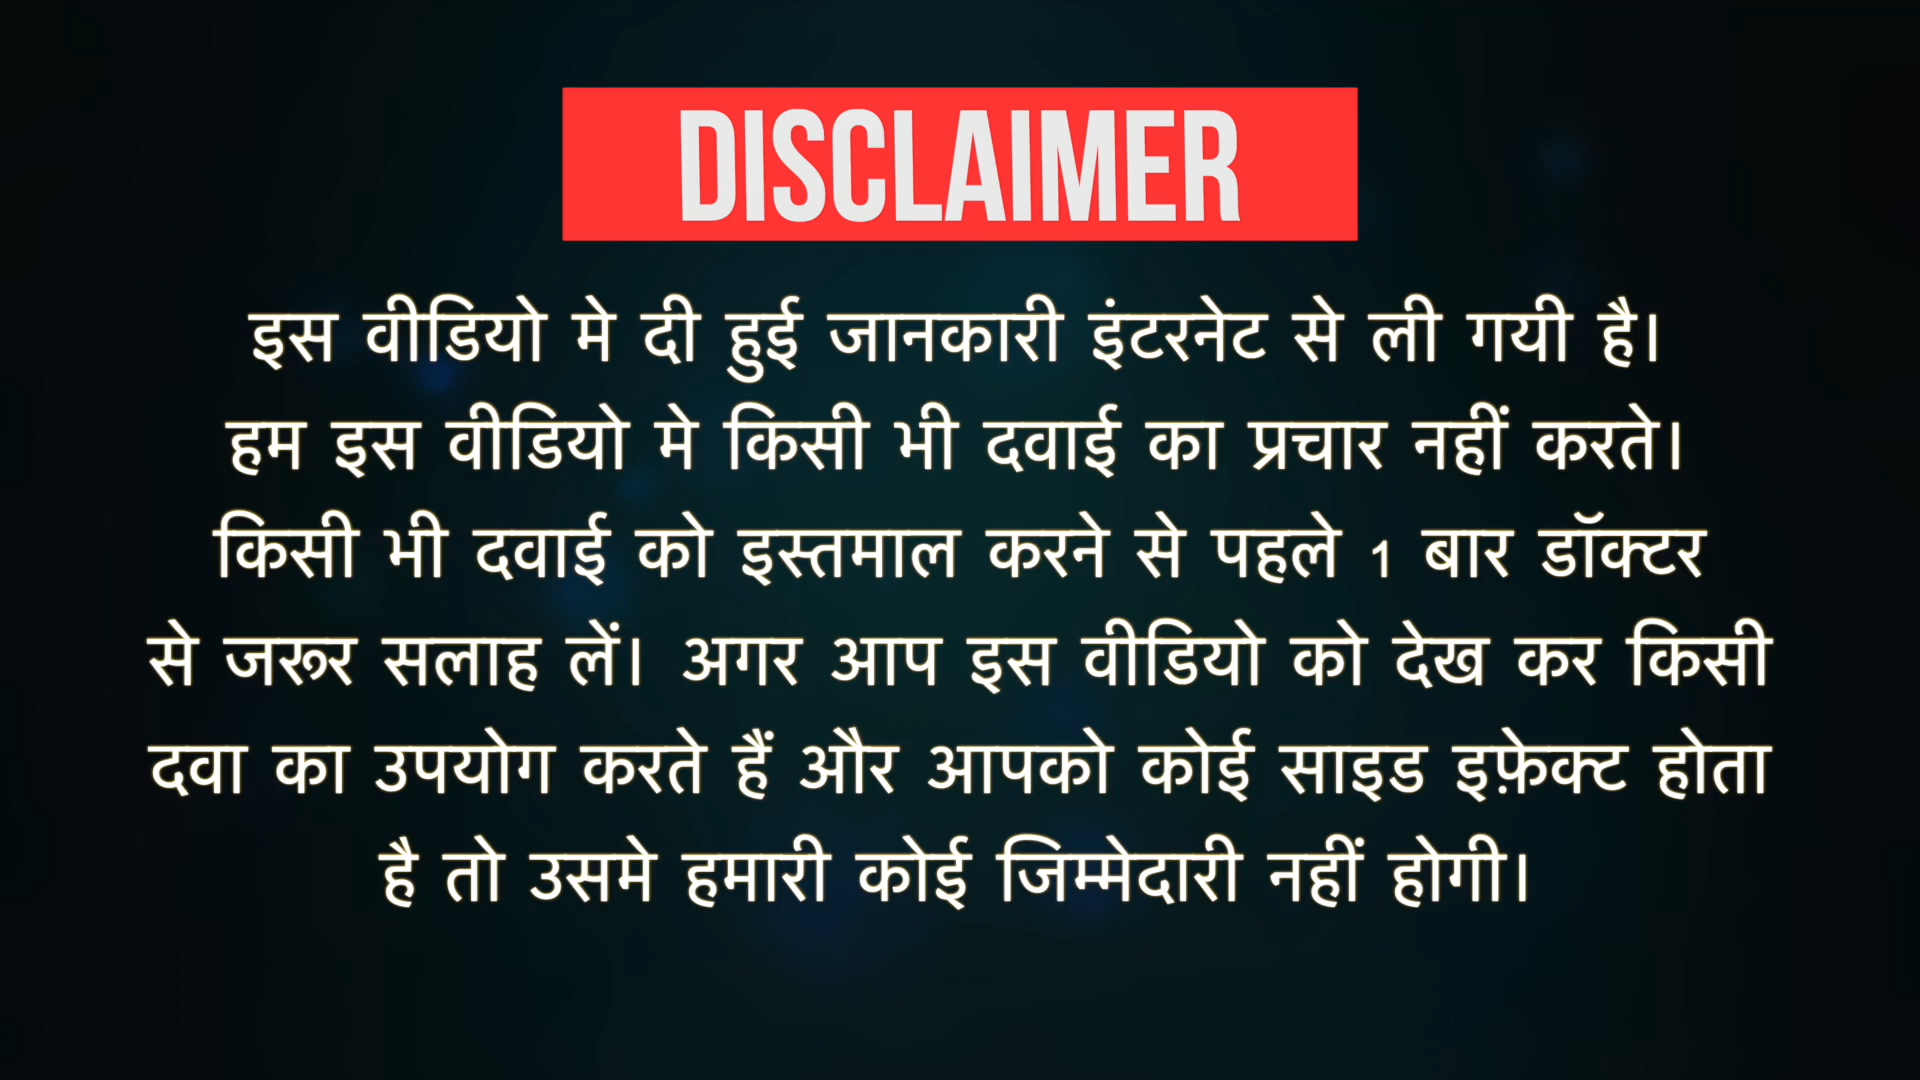 DISCLAIMER
इस वीडियो मे दी हुई जानकारी इंटरनेट से ली गयी है।
हम इस वीडियो मे किसी भी दवाई का प्रचार नहीं करते।
किसी भी दवाई को इस्तमाल करने से पहले 1 बार डॉक्टर
से जरूर सलाह लें। अगर आप इस वीडियो को देख कर किसी
दवा का उपयोग करते हैं और आपको कोई साइड इफ़ेक्ट होता
है तो उसमे हमारी कोई जिम्मेदारी नहीं होगी।